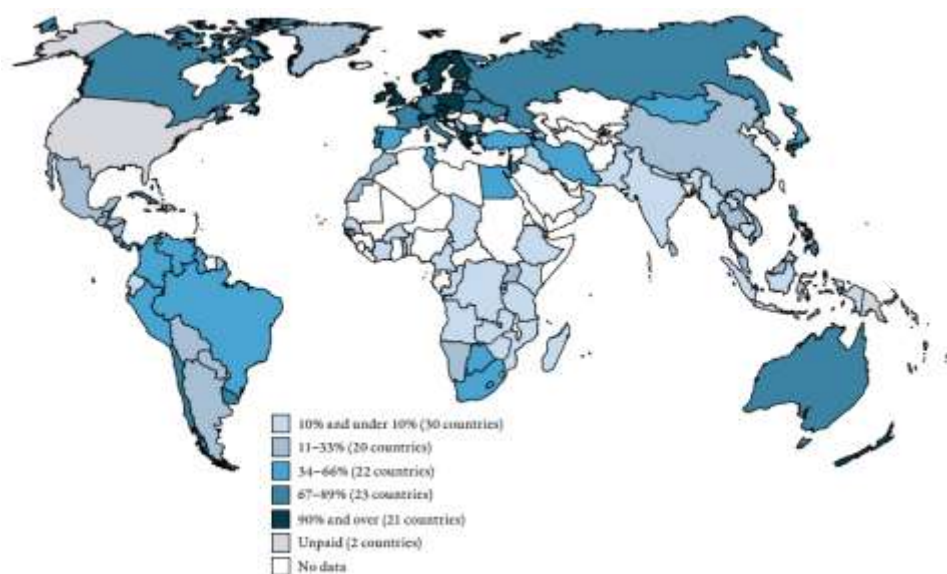 10% and under 10% (30 countries)
11–33% (20 countries)
34–66% (22 countries)
67–89% (23 countries)
90% and over (21 countries)
Unpaid (2 countries)
No data